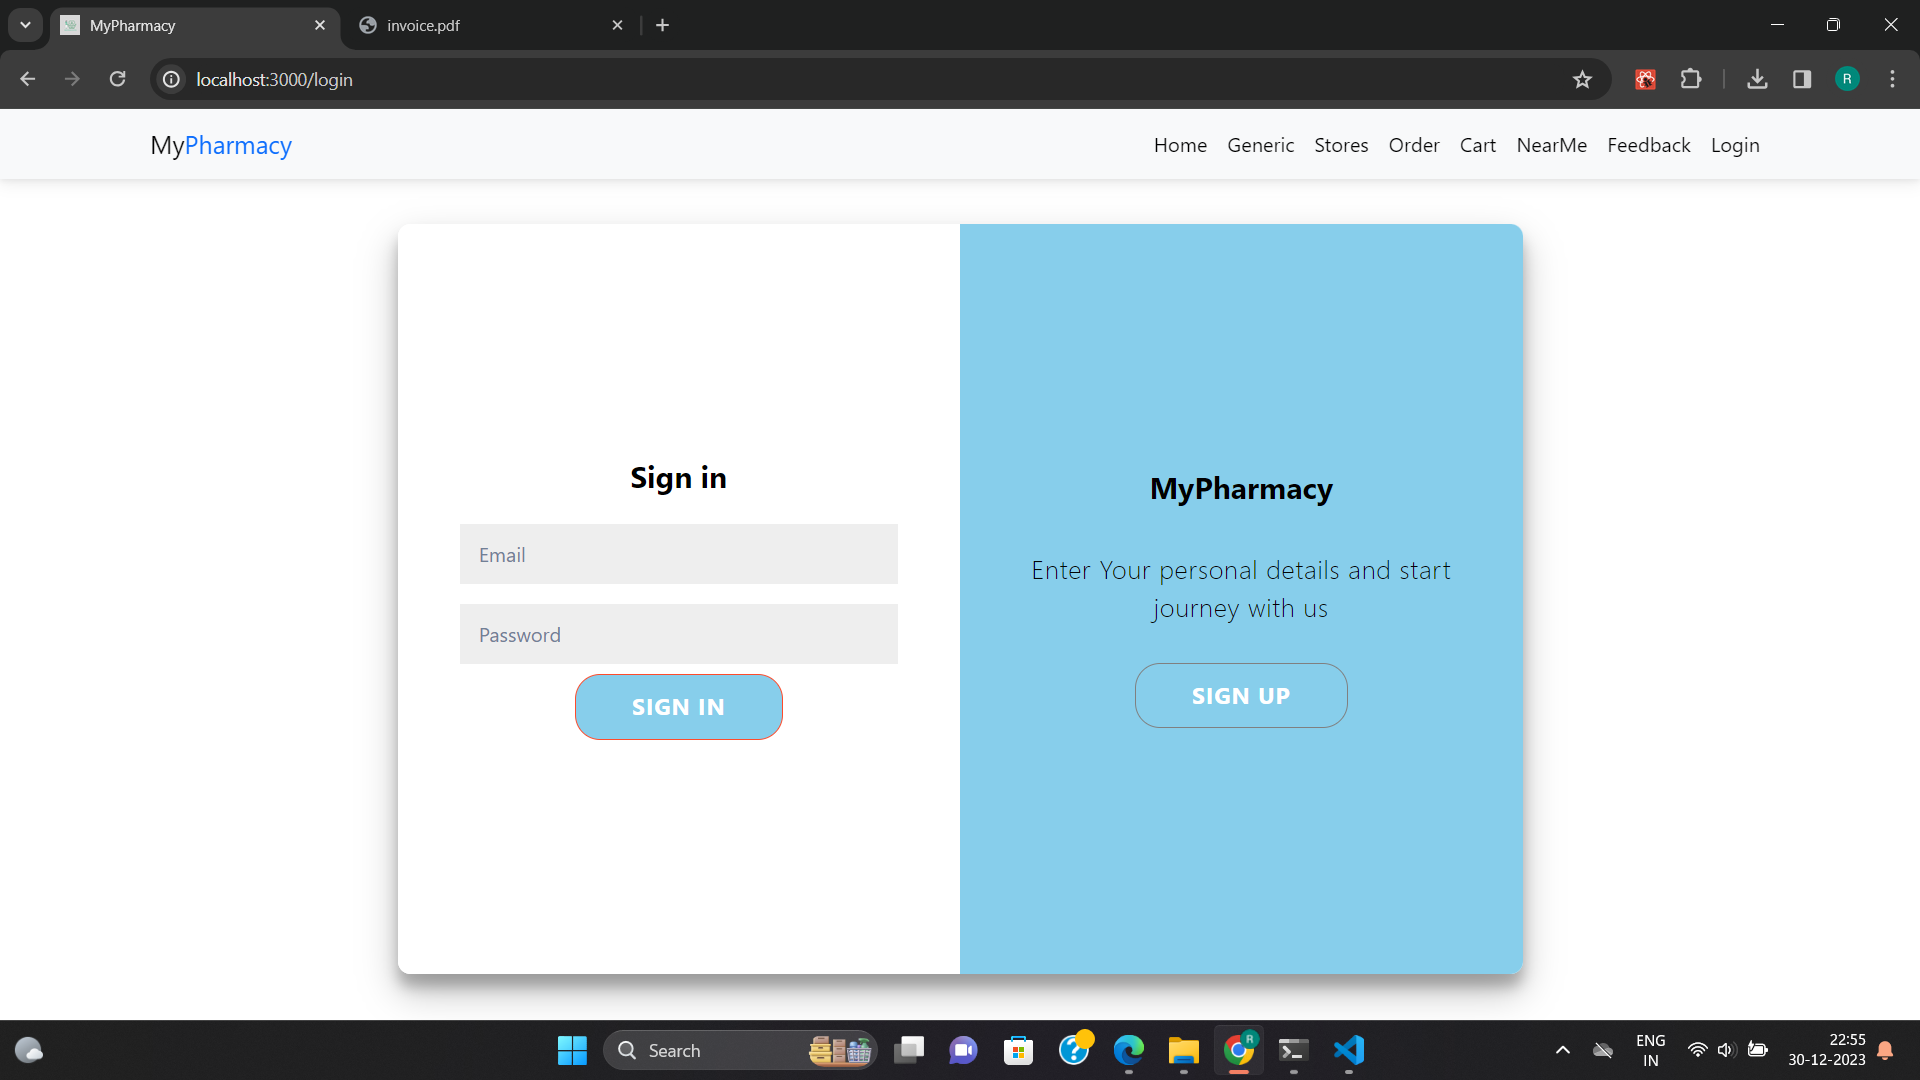 MyPharmacy
invoice.pdf
localhost:3000/login
R
MyPharmacy
Home Generic Stores Order Cart NearMe Feedback Login
Sign in
Email
Password
SIGN IN
MyPharmacy
Enter Your personal details and start
journey with us
SIGN UP
Search
R
ENG
IN
22:55
30-12-2023